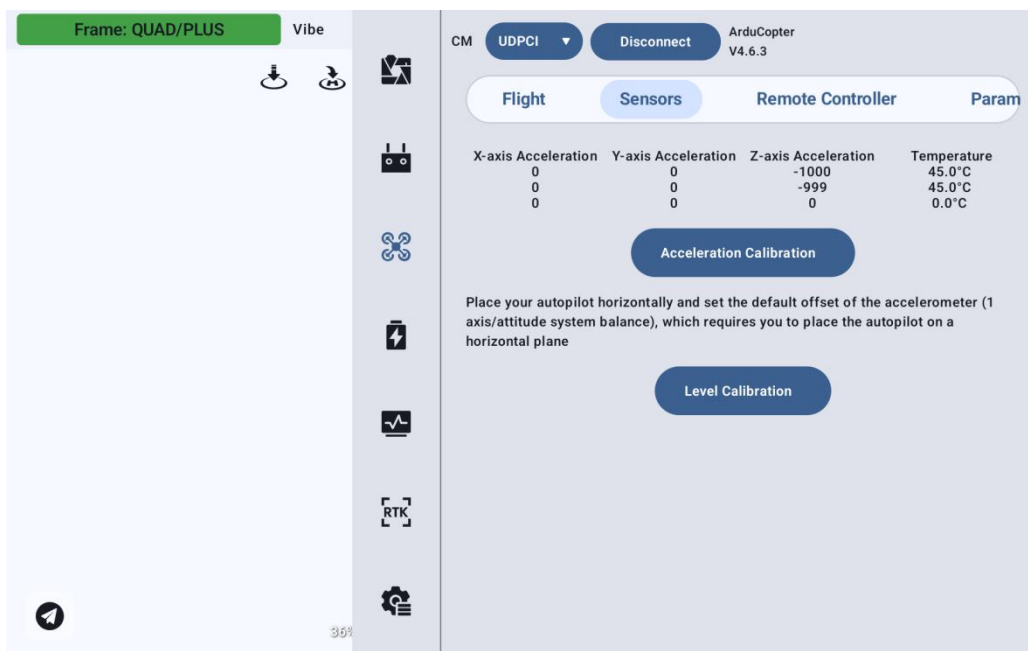 Frame: QUAD/PLUS
Vibe
CM
UDPCI
Disconnect
ArduCopter
V4.6.3
Flight
Sensors
Remote Controller
Param
X-axis Acceleration Y-axis Acceleration Z-axis Acceleration Temperature
0 0 -1000 45.0°C
0 0 -999 45.0°C
0 0 0 0.0°C
Acceleration Calibration
Place your autopilot horizontally and set the default offset of the accelerometer (1
axis/attitude system balance), which requires you to place the autopilot on a
horizontal plane
Level Calibration
RTK
36%